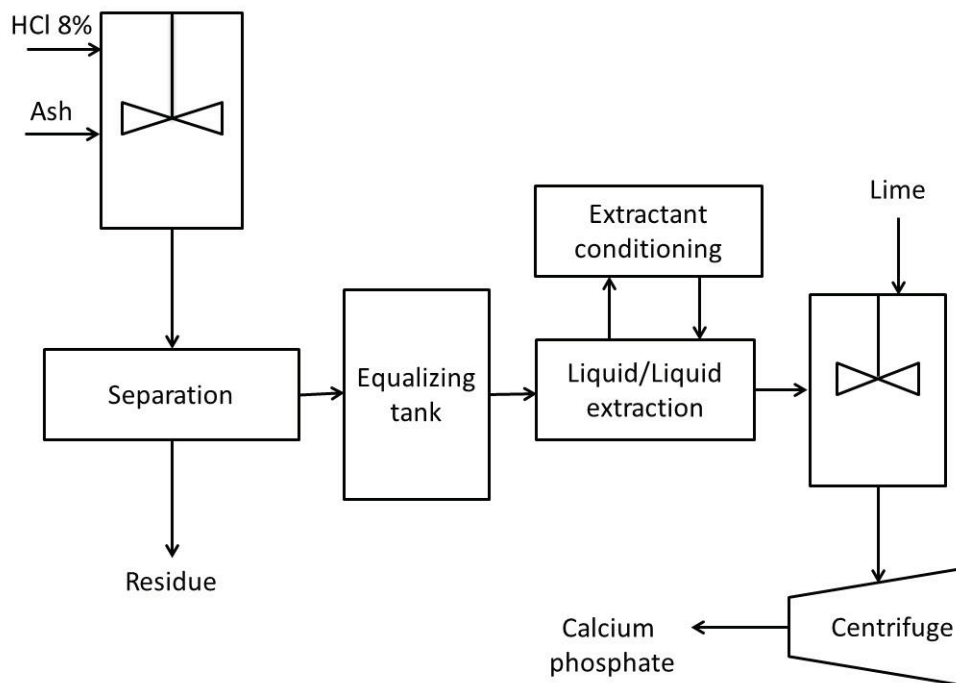 HCl 8%
Ash
Separation
Residue
Equalizing
tank
Extractant
conditioning
Liquid/Liquid
extraction
Lime
Centrifuge
Calcium
phosphate